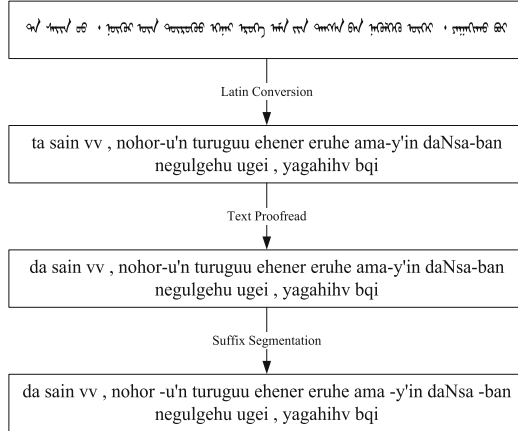 Latin Conversion
ta sain vv , nohor-u'n turuguu ehener eruhe ama-y'in daNsa-ban
negulgehu ugei , yagahihv bqi
Text Proofread
da sain vv , nohor-u'n turuguu ehener eruhe ama-y'in daNsa-ban
negulgehu ugei , yagahihv bqi
Suffix Segmentation
da sain vv , nohor -u'n turuguu ehener eruhe ama -y'in daNsa -ban
negulgehu ugei , yagahihv bqi